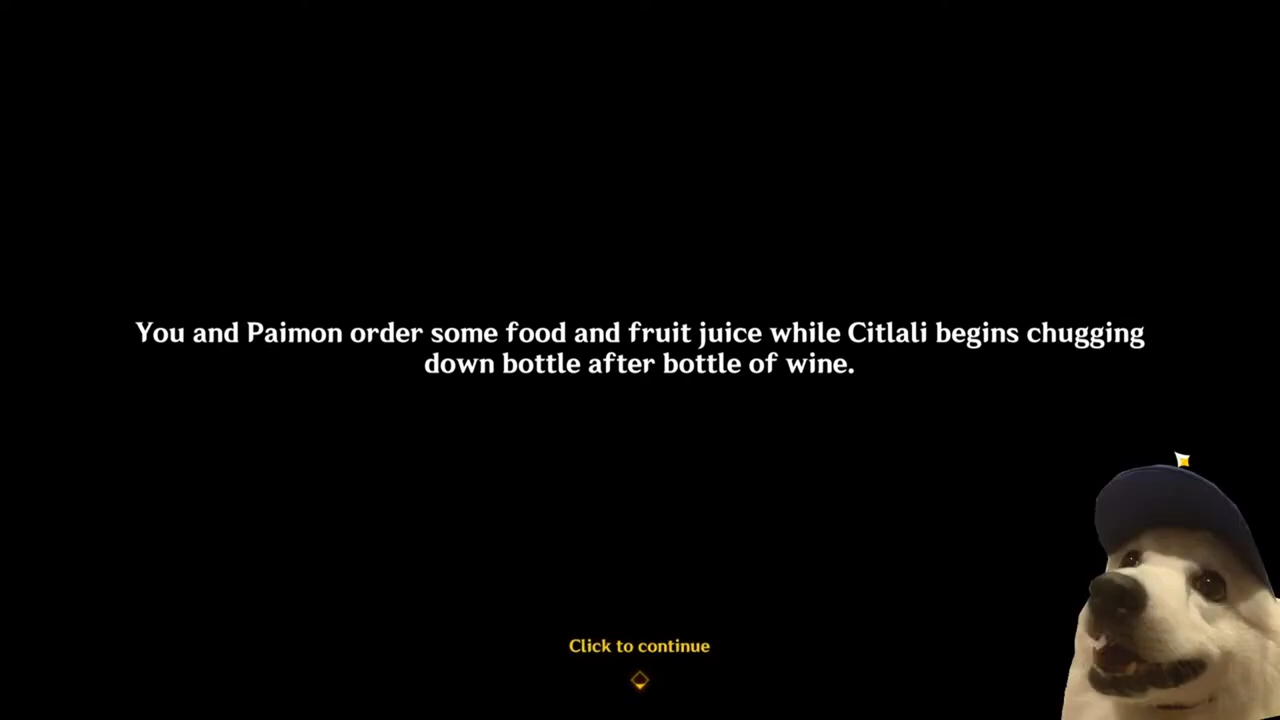 You and Paimon order some food and fruit juice while Citlali begins chugging
down bottle after bottle of wine.
Click to continue